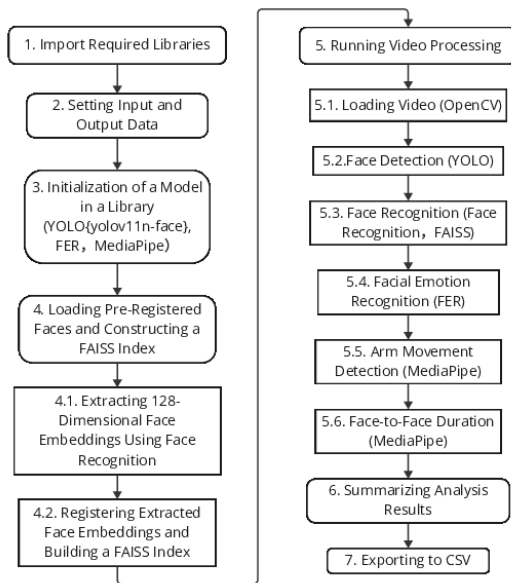 1. Import Required Libraries
2. Setting Input and
Output Data
3. Initialization of a Model
in a Library
(YOLO{yolov11n-face},
FER，MediaPipe)
4. Loading Pre-Registered
Faces and Constructing a
FAISS Index
4.1. Extracting 128-
Dimensional Face
Embeddings Using Face
Recognition
4.2. Registering Extracted
Face Embeddings and
Building a FAISS Index
5. Running Video Processing
5.1. Loading Video (OpenCV)
5.2.Face Detection (YOLO)
5.3. Face Recognition (Face
Recognition，FAISS)
5.4. Facial Emotion
Recognition (FER)
5.5. Arm Movement
Detection (MediaPipe)
5.6. Face-to-Face Duration
(MediaPipe)
6. Summarizing Analysis
Results
7. Exporting to CSV